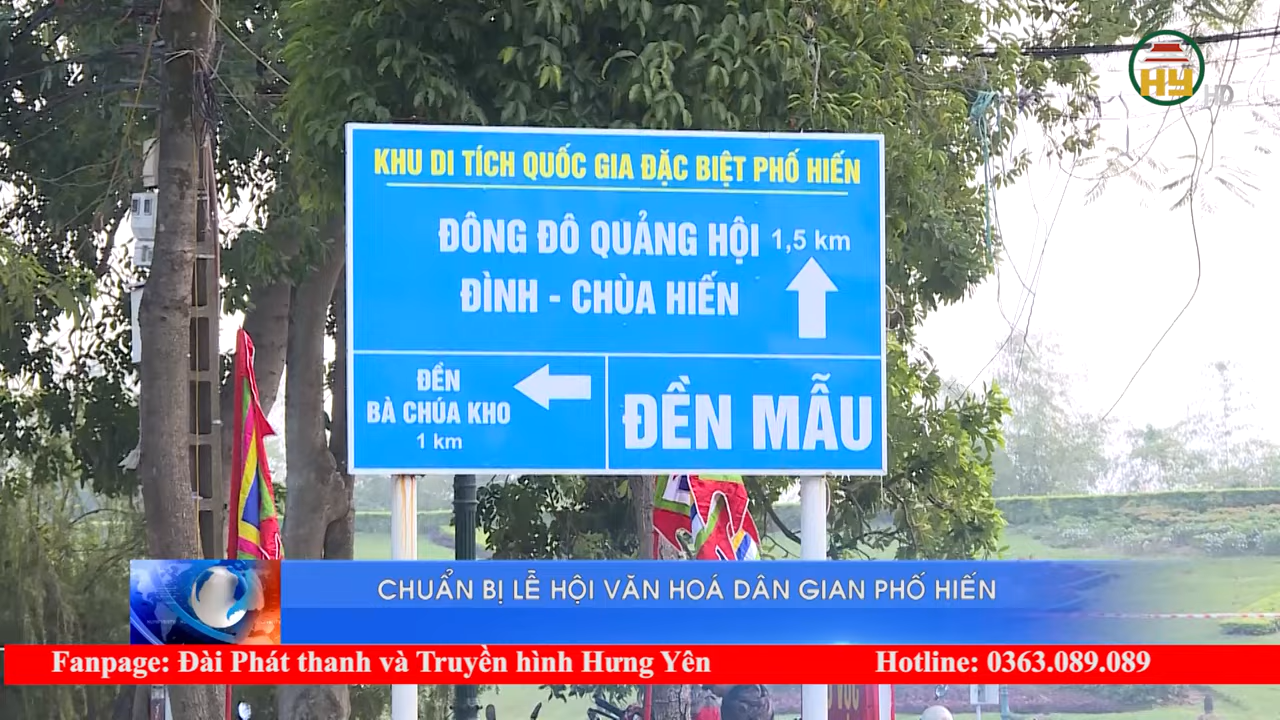 HY
HD
KHU DI TÍCH QUỐC GIA ĐẶC BIỆT PHỐ HIẾN
ĐÔNG ĐÔ QUẢNG HỘI 1,5 km
ĐÌNH - CHÙA HIẾN
ĐỀN
BÀ CHÚA KHO
1 km
ĐỀN MẪU
CHUẨN BỊ LỄ HỘI VĂN HOÁ DÂN GIAN PHỐ HIẾN
Fanpage: Đài Phát thanh và Truyền hình Hưng Yên Hotline: 0363.089.089